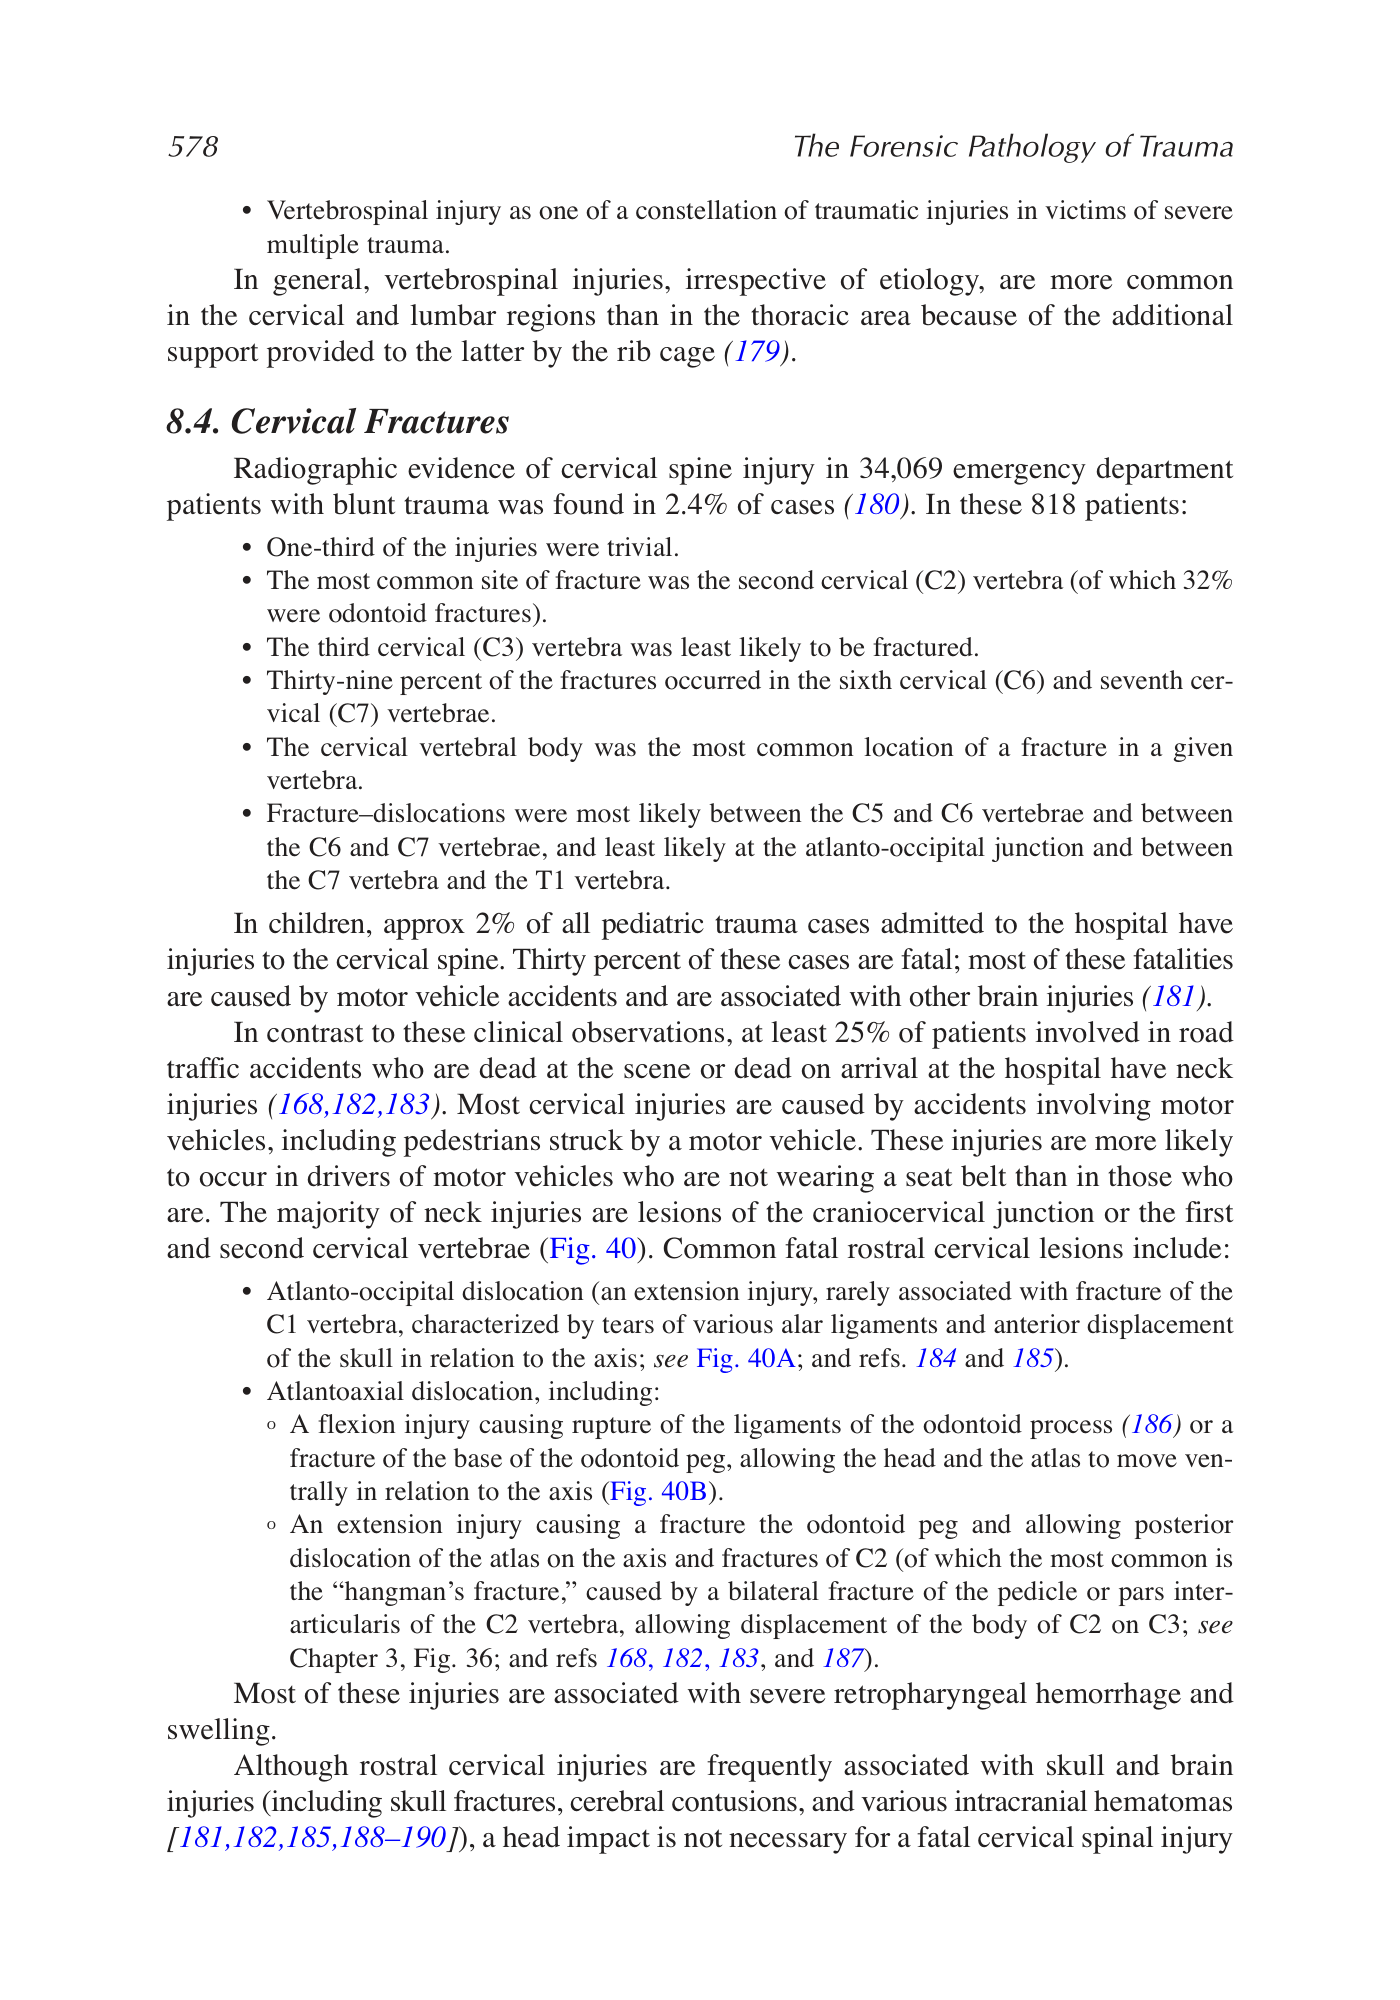 578 The Forensic Pathology of Trauma
• Vertebrospinal injury as one of a constellation of traumatic injuries in victims of severe
multiple trauma.
In general, vertebrospinal injuries, irrespective of etiology, are more common
in the cervical and lumbar regions than in the thoracic area because of the additional
support provided to the latter by the rib cage (179).
8.4. Cervical Fractures
Radiographic evidence of cervical spine injury in 34,069 emergency department
patients with blunt trauma was found in 2.4% of cases (180). In these 818 patients:
• One-third of the injuries were trivial.
• The most common site of fracture was the second cervical (C2) vertebra (of which 32%
were odontoid fractures).
• The third cervical (C3) vertebra was least likely to be fractured.
• Thirty-nine percent of the fractures occurred in the sixth cervical (C6) and seventh cer-
vical (C7) vertebrae.
• The cervical vertebral body was the most common location of a fracture in a given
vertebra.
• Fracture–dislocations were most likely between the C5 and C6 vertebrae and between
the C6 and C7 vertebrae, and least likely at the atlanto-occipital junction and between
the C7 vertebra and the T1 vertebra.
In children, approx 2% of all pediatric trauma cases admitted to the hospital have
injuries to the cervical spine. Thirty percent of these cases are fatal; most of these fatalities
are caused by motor vehicle accidents and are associated with other brain injuries (181).
In contrast to these clinical observations, at least 25% of patients involved in road
traffic accidents who are dead at the scene or dead on arrival at the hospital have neck
injuries (168,182,183). Most cervical injuries are caused by accidents involving motor
vehicles, including pedestrians struck by a motor vehicle. These injuries are more likely
to occur in drivers of motor vehicles who are not wearing a seat belt than in those who
are. The majority of neck injuries are lesions of the craniocervical junction or the first
and second cervical vertebrae (Fig. 40). Common fatal rostral cervical lesions include:
• Atlanto-occipital dislocation (an extension injury, rarely associated with fracture of the
C1 vertebra, characterized by tears of various alar ligaments and anterior displacement
of the skull in relation to the axis; see Fig. 40A; and refs. 184 and 185).
• Atlantoaxial dislocation, including:
° A flexion injury causing rupture of the ligaments of the odontoid process (186) or a
fracture of the base of the odontoid peg, allowing the head and the atlas to move ven-
trally in relation to the axis (Fig. 40B).
° An extension injury causing a fracture the odontoid peg and allowing posterior
dislocation of the atlas on the axis and fractures of C2 (of which the most common is
the “hangman’s fracture,” caused by a bilateral fracture of the pedicle or pars inter-
articularis of the C2 vertebra, allowing displacement of the body of C2 on C3; see
Chapter 3, Fig. 36; and refs 168, 182, 183, and 187).
Most of these injuries are associated with severe retropharyngeal hemorrhage and
swelling.
Although rostral cervical injuries are frequently associated with skull and brain
injuries (including skull fractures, cerebral contusions, and various intracranial hematomas
[181,182,185,188–190]), a head impact is not necessary for a fatal cervical spinal injury